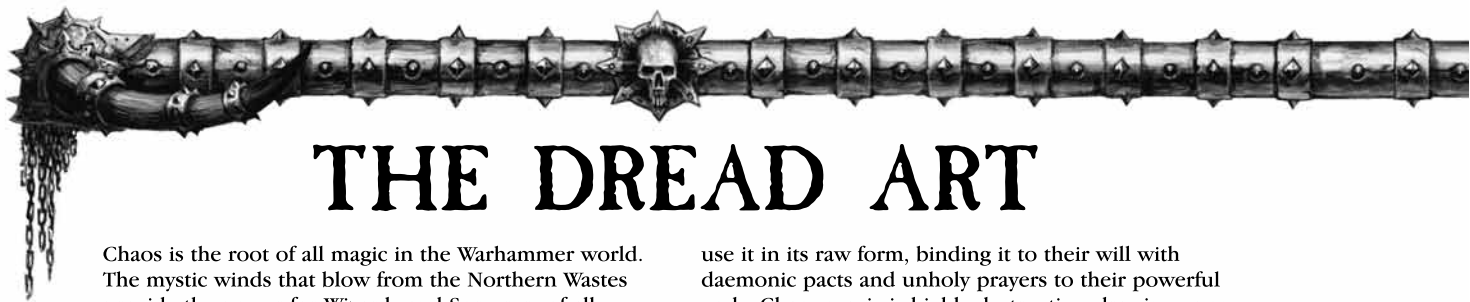 THE DREAD ART
Chaos is the root of all magic in the Warhammer world.
The mystic winds that blow from the Northern Wastes
use it in its raw form, binding it to their will with
daemonic pacts and unholy prayers to their powerful